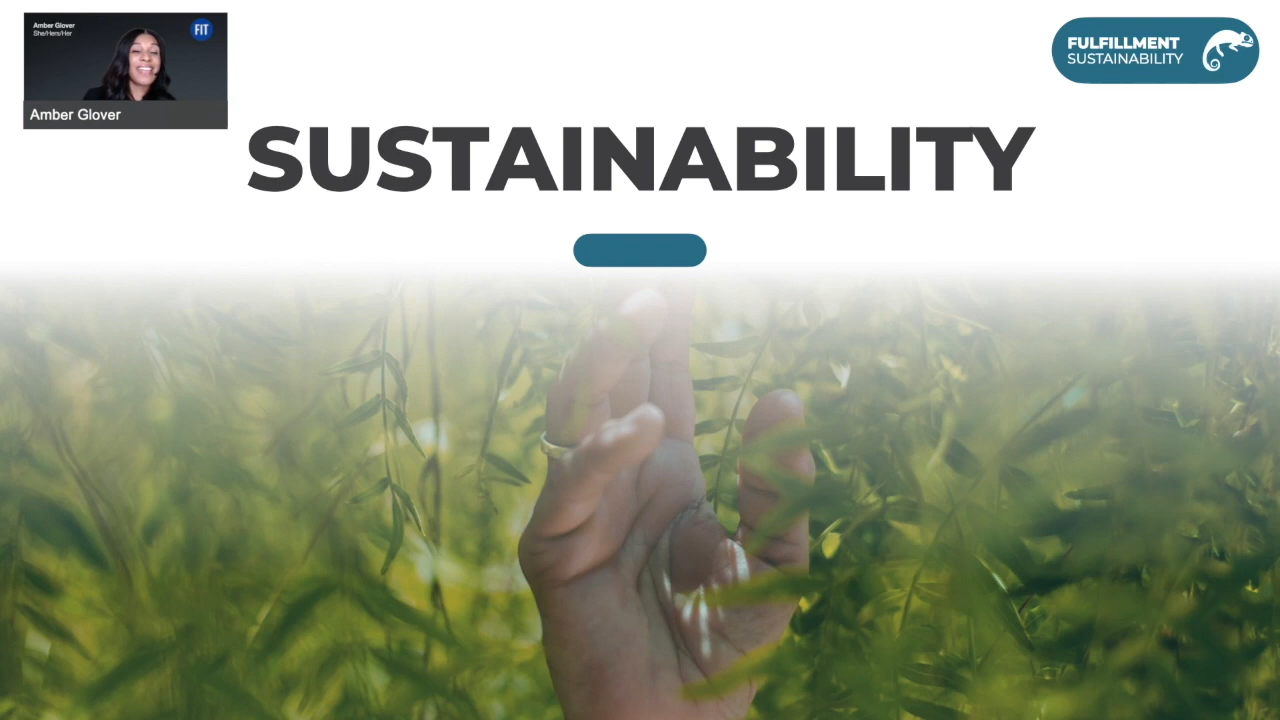 Amber Glover
She/Hers/Her
FIT
Amber Glover
FULFILLMENT
SUSTAINABILITY
SUSTAINABILITY